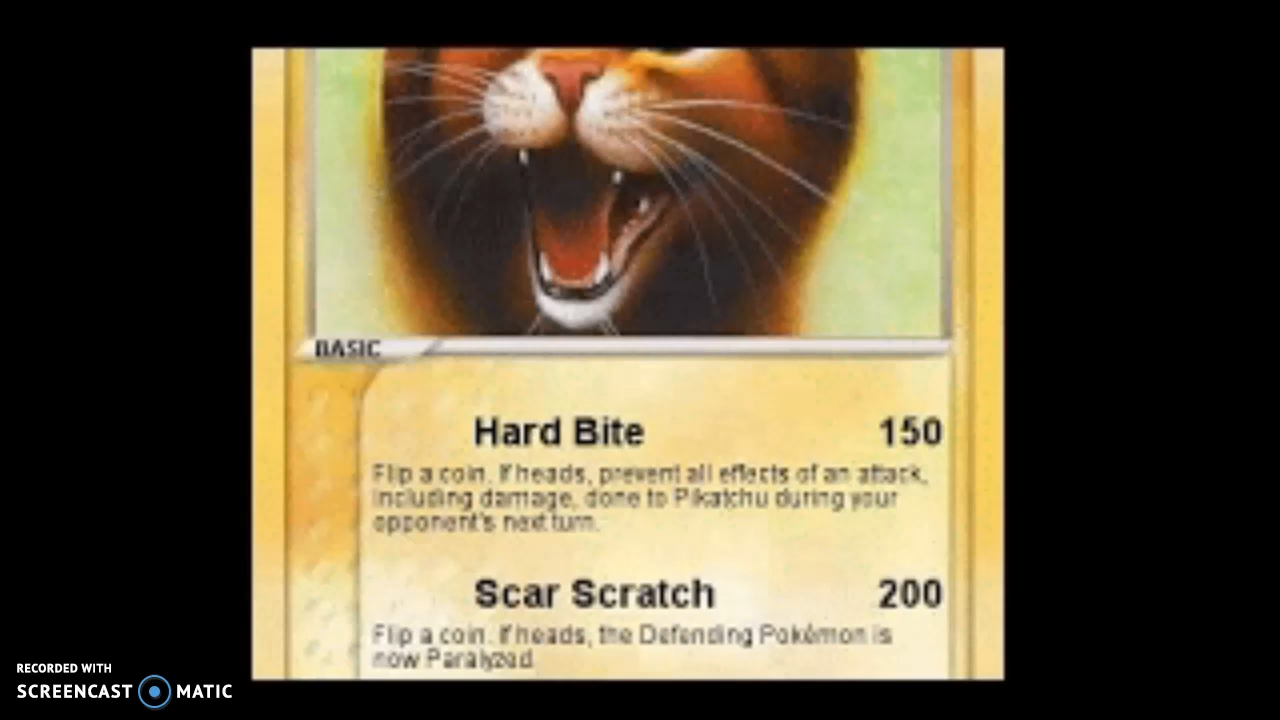 BASIC
Hard Bite 150
Flip a coin. If heads, prevent all effects of an attack,
including damage, done to Pikatchu during your
opponent's next turn.
Scar Scratch 200
Flip a coin. If heads, the Defending Pokémon is
now Paralyzed.
RECORDED WITH
SCREENCAST MATIC